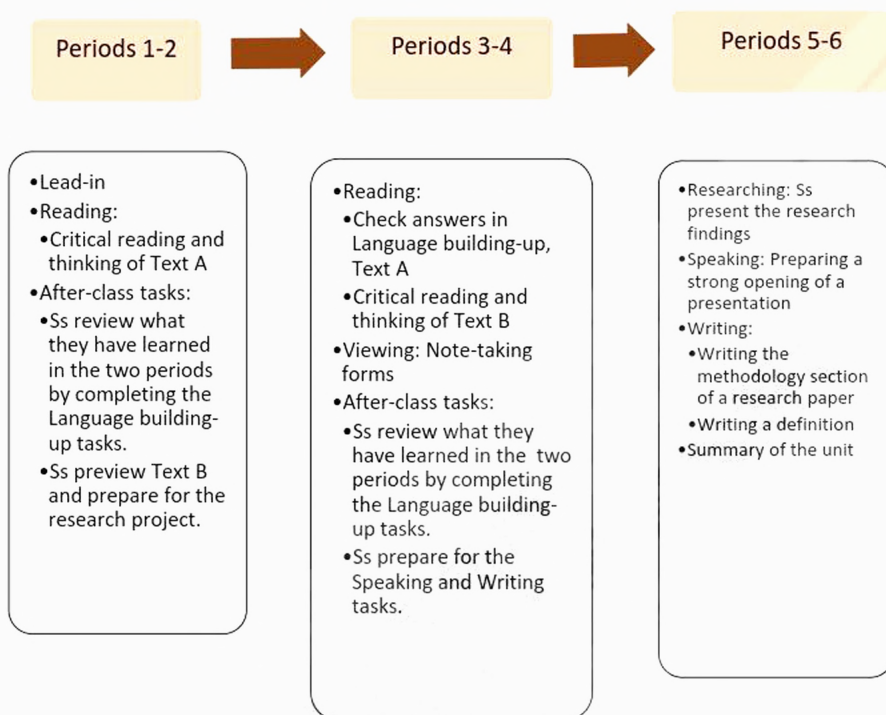 Periods 1-2
Periods 3-4
Periods 5-6
•Lead-in
•Reading:
•Critical reading and
thinking of Text A
•After-class tasks:
•Ss review what
they have learned
in the two periods
by completing the
Language building-
up tasks.
•Ss preview Text B
and prepare for the
research project.
•Reading:
•Check answers in
Language building-up,
Text A
•Critical reading and
thinking of Text B
•Viewing: Note-taking
forms
•After-class tasks:
•Ss review what they
have learned in the two
periods by completing
the Language building-
up tasks.
•Ss prepare for the
Speaking and Writing
tasks.
•Researching: Ss
present the research
findings
•Speaking: Preparing a
strong opening of a
presentation
•Writing:
•Writing the
methodology section
of a research paper
•Writing a definition
•Summary of the unit